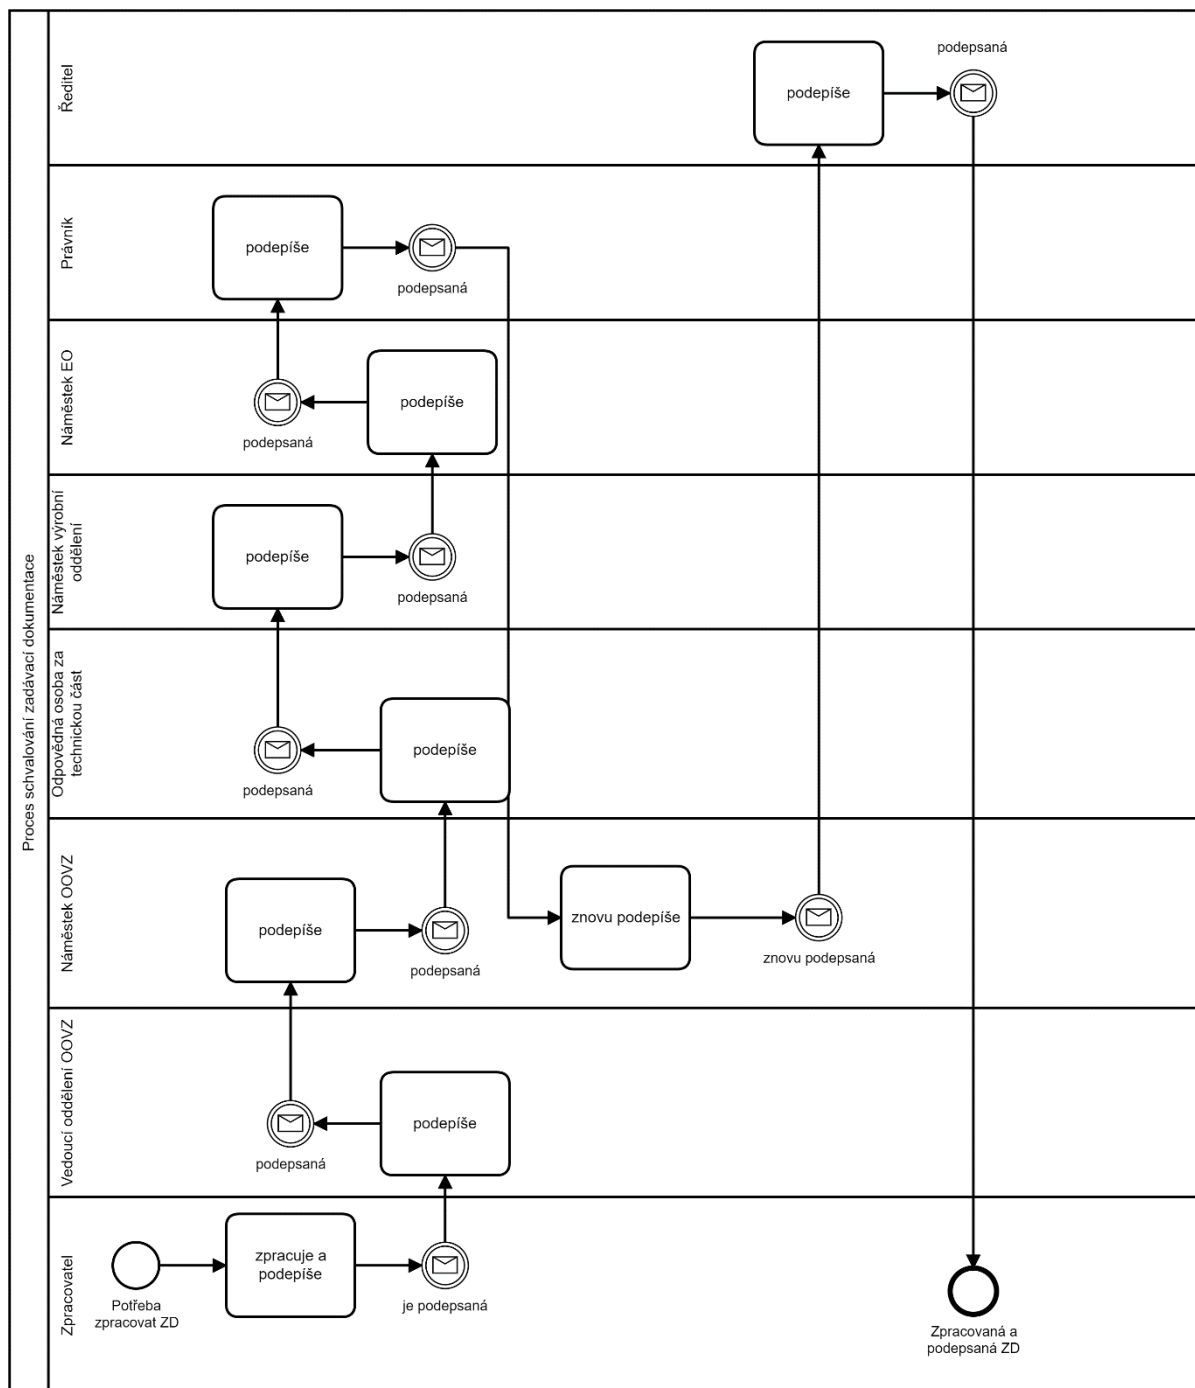 Proces schvalování zadávací dokumentace
Ředitel
podepíše
podepsaná
Právník
podepíše
podepsaná
Náměstek EO
podepsaná
podepíše
Náměstek výrobní
oddělení
podepíše
podepsaná
Odpovědná osoba za
technickou část
podepsaná
podepíše
Náměstek OOVZ
podepíše
podepsaná
znovu podepíše
znovu podepsaná
Vedoucí oddělení OOVZ
podepsaná
podepíše
Zpracovatel
Potřeba
zpracovat ZD
zpracuje a
podepíše
je podepsaná
Zpracovaná a
podepsaná ZD